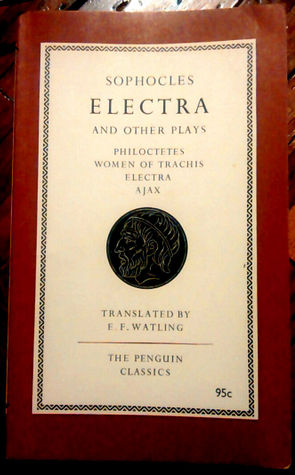 SOPHOCLES
ELECTRA
AND OTHER PLAYS
PHILOCTETES
WOMEN OF TRACHIS
ELECTRA
AJAX
TRANSLATED BY
E. F. WATLING
THE PENGUIN
CLASSICS
95c